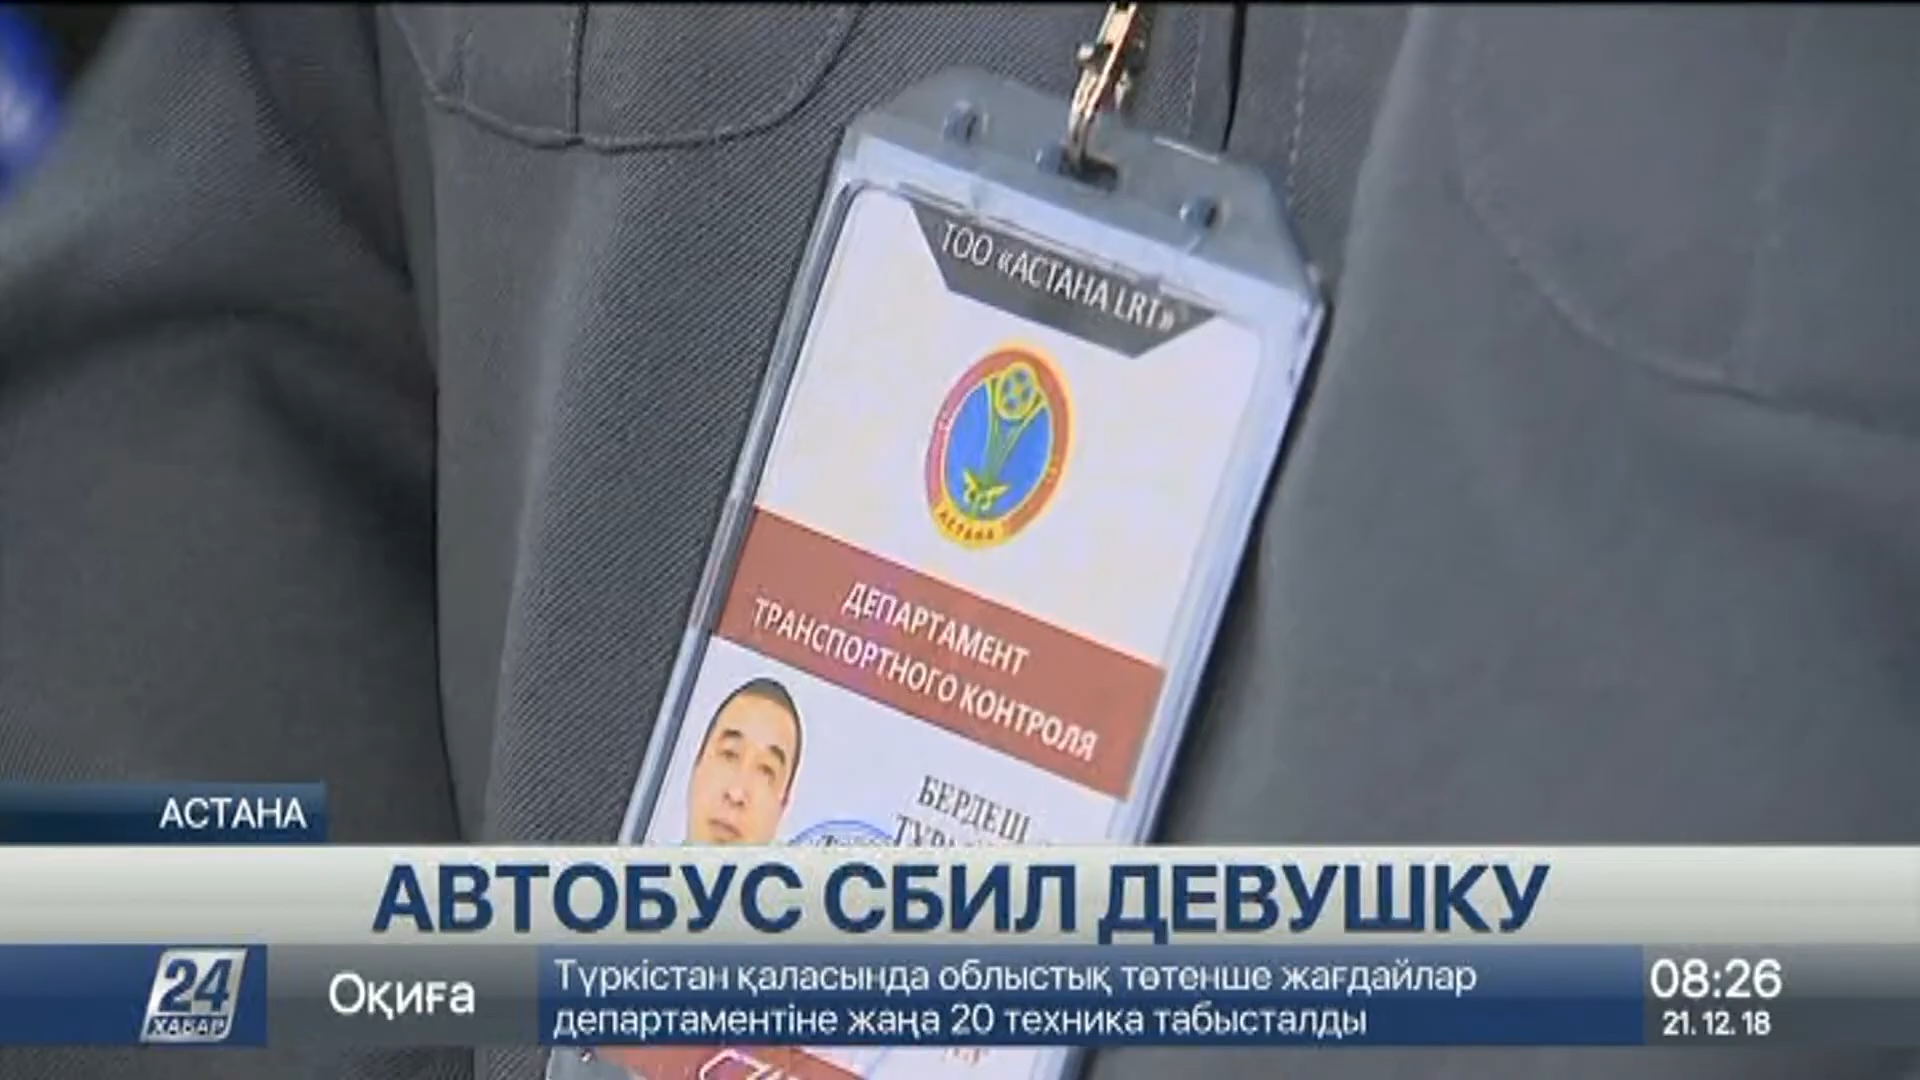 ТОО «АСТАНА LRT»
АСТАНА
ДЕПАРТАМЕНТ
ТРАНСПОРТНОГО КОНТРОЛЯ
БЕРДЕШ
АСТАНА
АВТОБУС СБИЛ ДЕВУШКУ
24
ХАБАР
Оқиға
Түркістан қаласында облыстық төтенше жағдайлар
департаментіне жаңа 20 техника табысталды
08:26
21. 12. 18